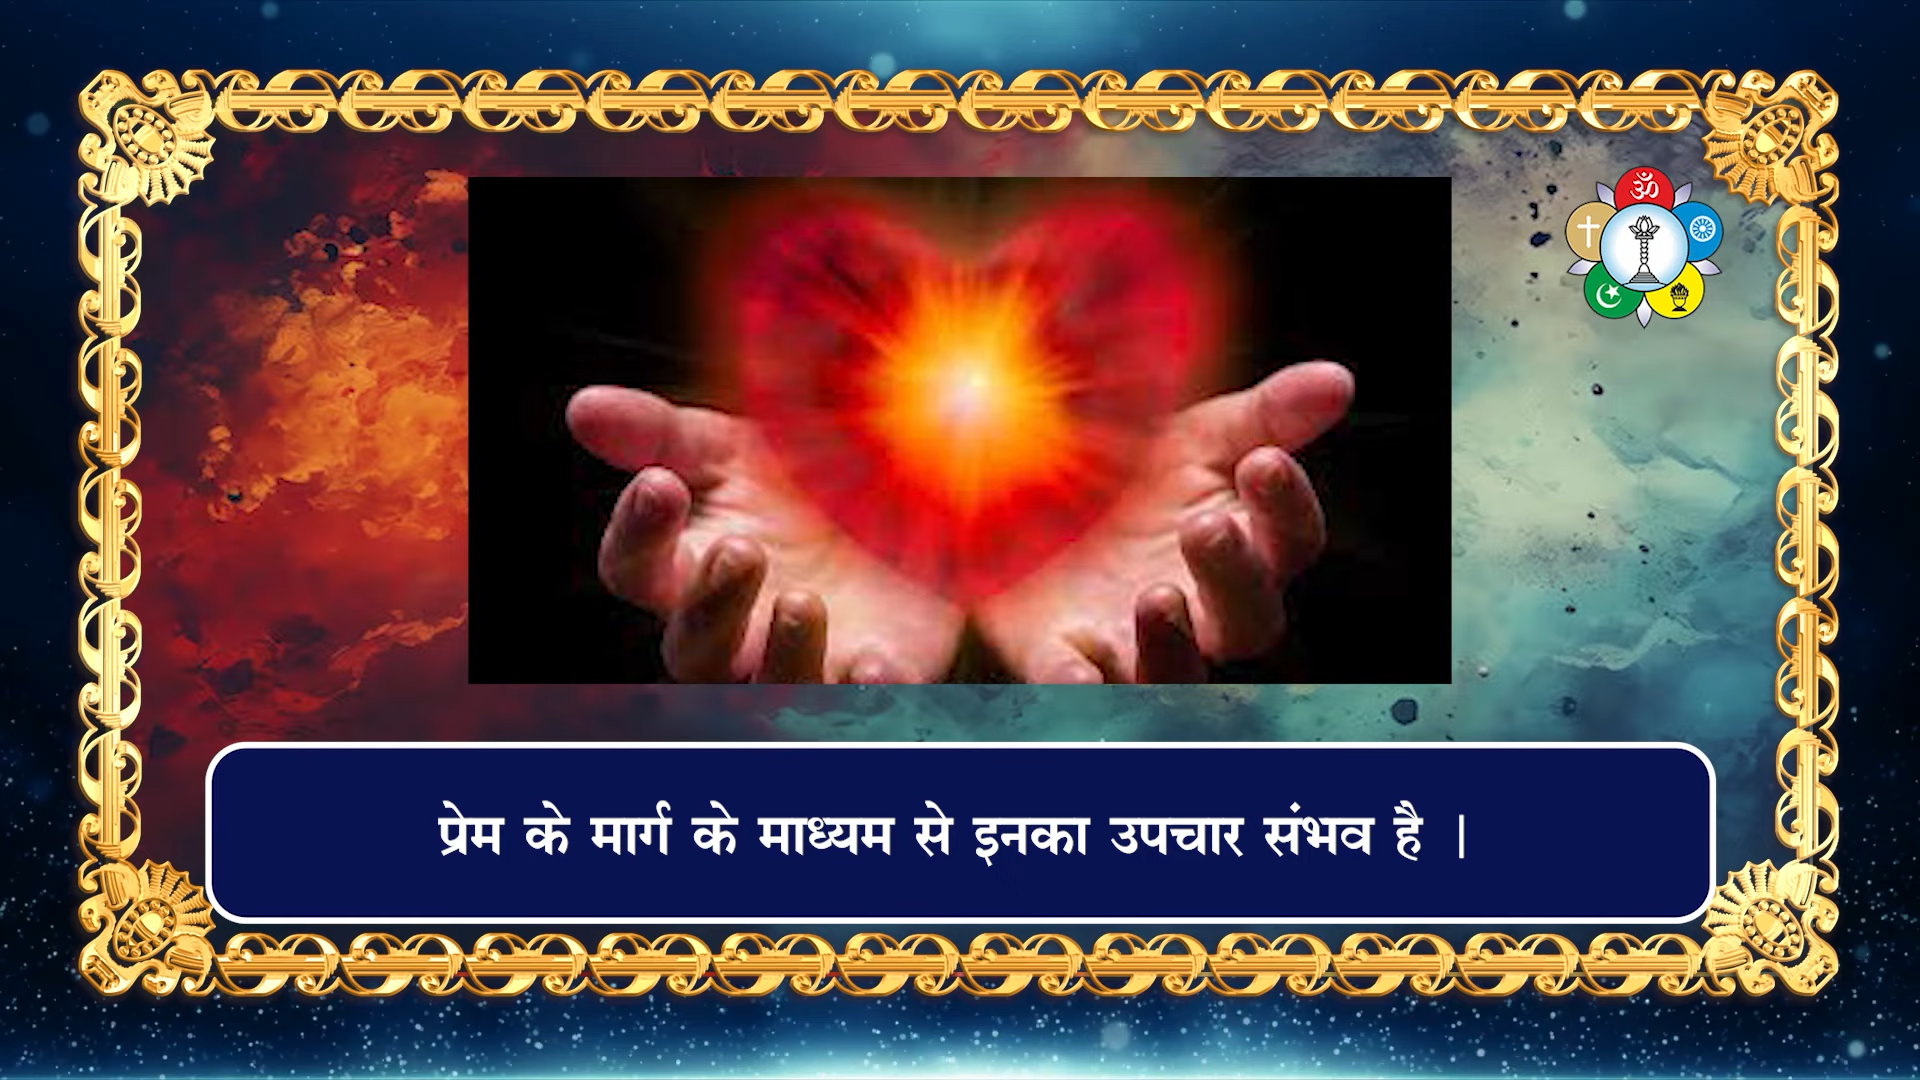 ॐ
प्रेम के मार्ग के माध्यम से इनका उपचार संभव है ।